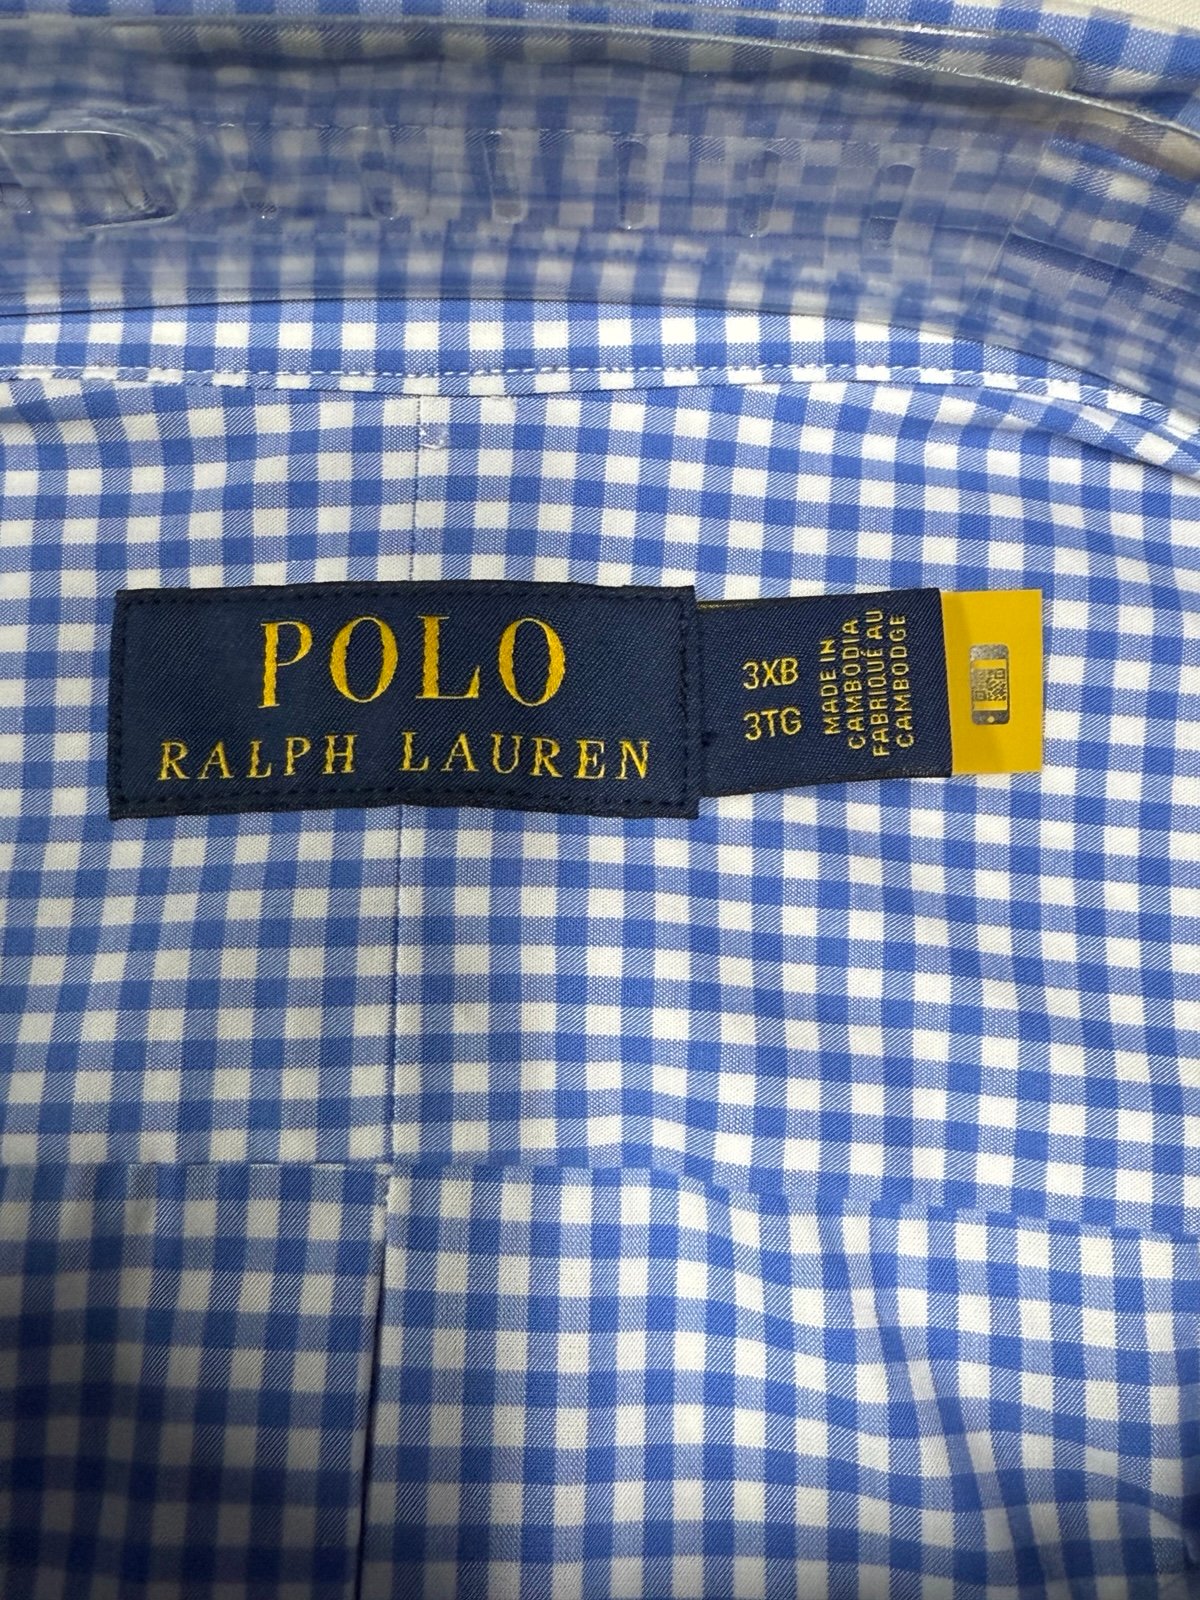 POLO
RALPH LAUREN
3XB
3TG
MADE IN
CAMBODIA
FABRIQUÉ AU
CAMBODGE